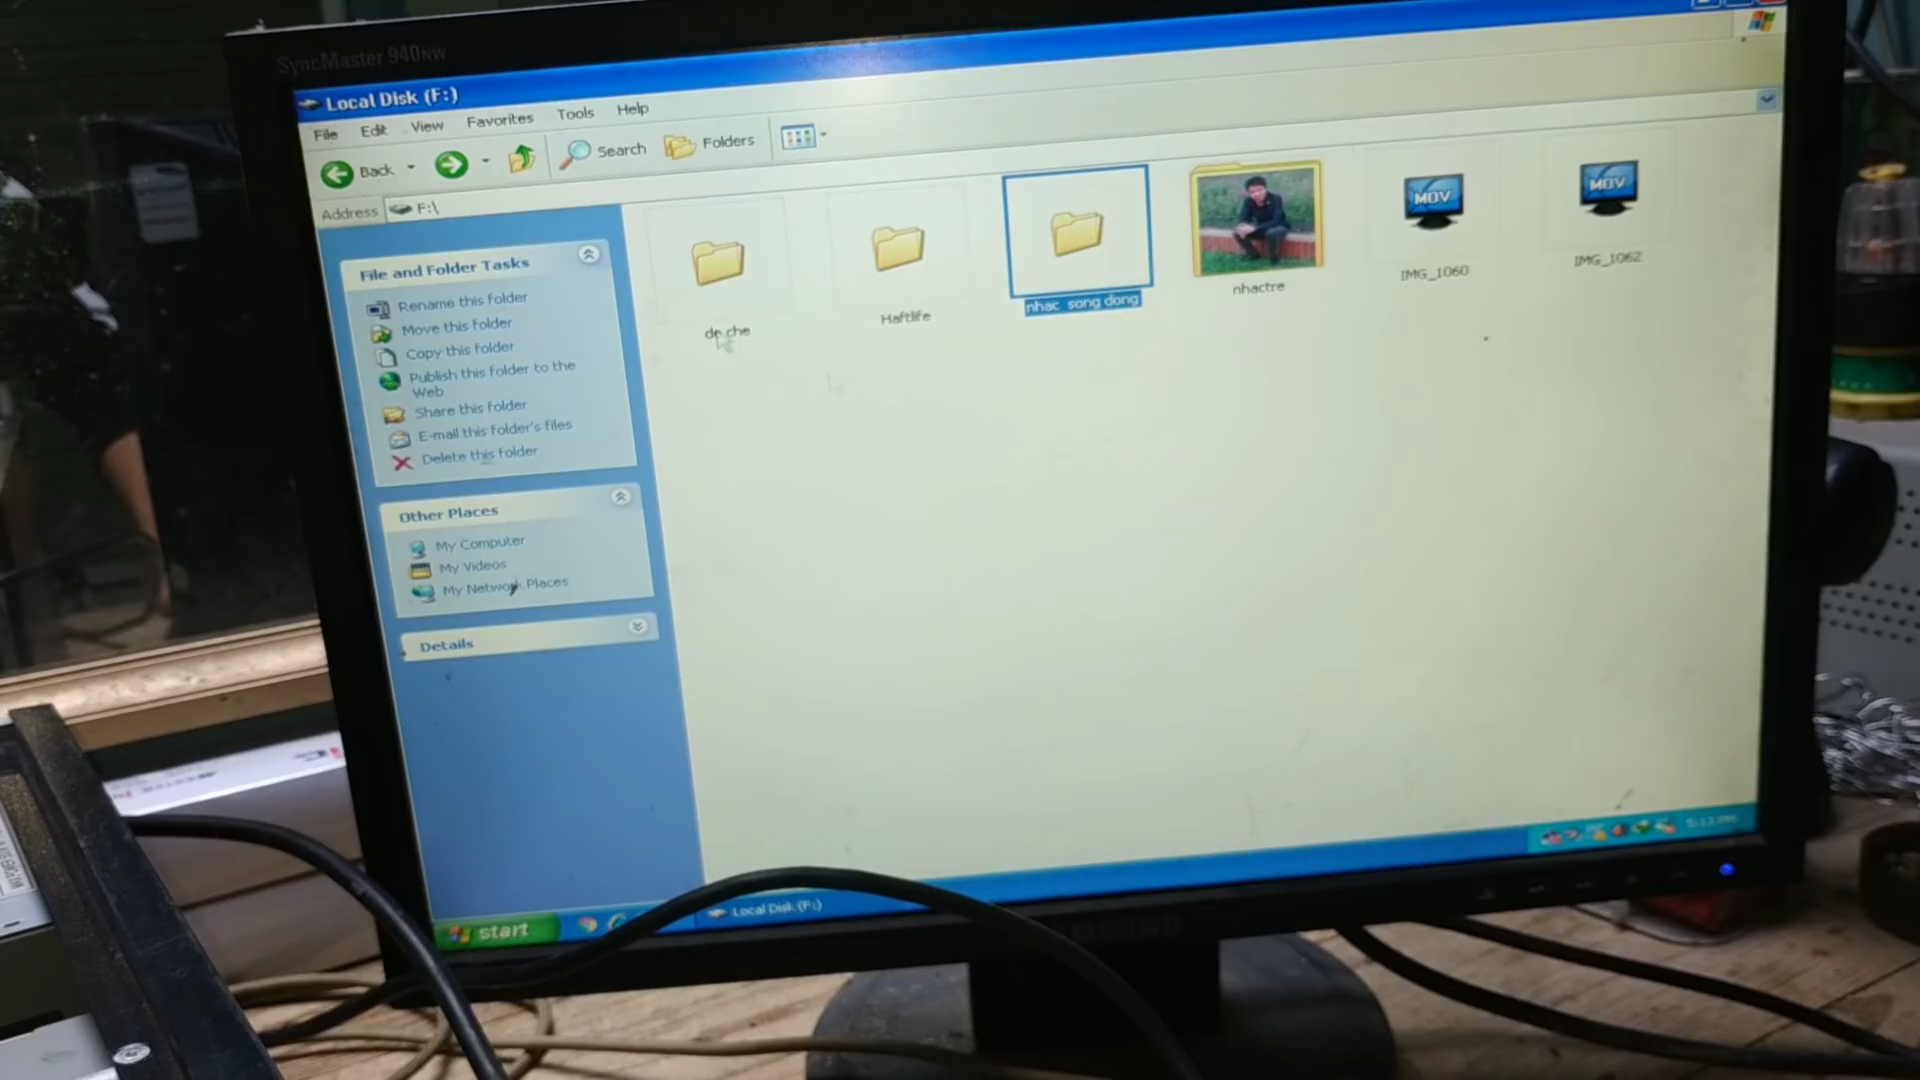 SyncMaster 940NW
Local Disk (F:)
File Edit View Favorites Tools Help
Back Search Folders
Address F:\
File and Folder Tasks
Rename this folder
Move this folder
Copy this folder
Publish this folder to the
Web
Share this folder
E-mail this folder's files
Delete this folder
Other Places
My Computer
My Videos
My Network Places
Details
de che
Haftlife
nhac song dong
nhactre
MOV
IMG_1060
MOV
IMG_1062
start
Local Disk (F:)
SAMSUNG